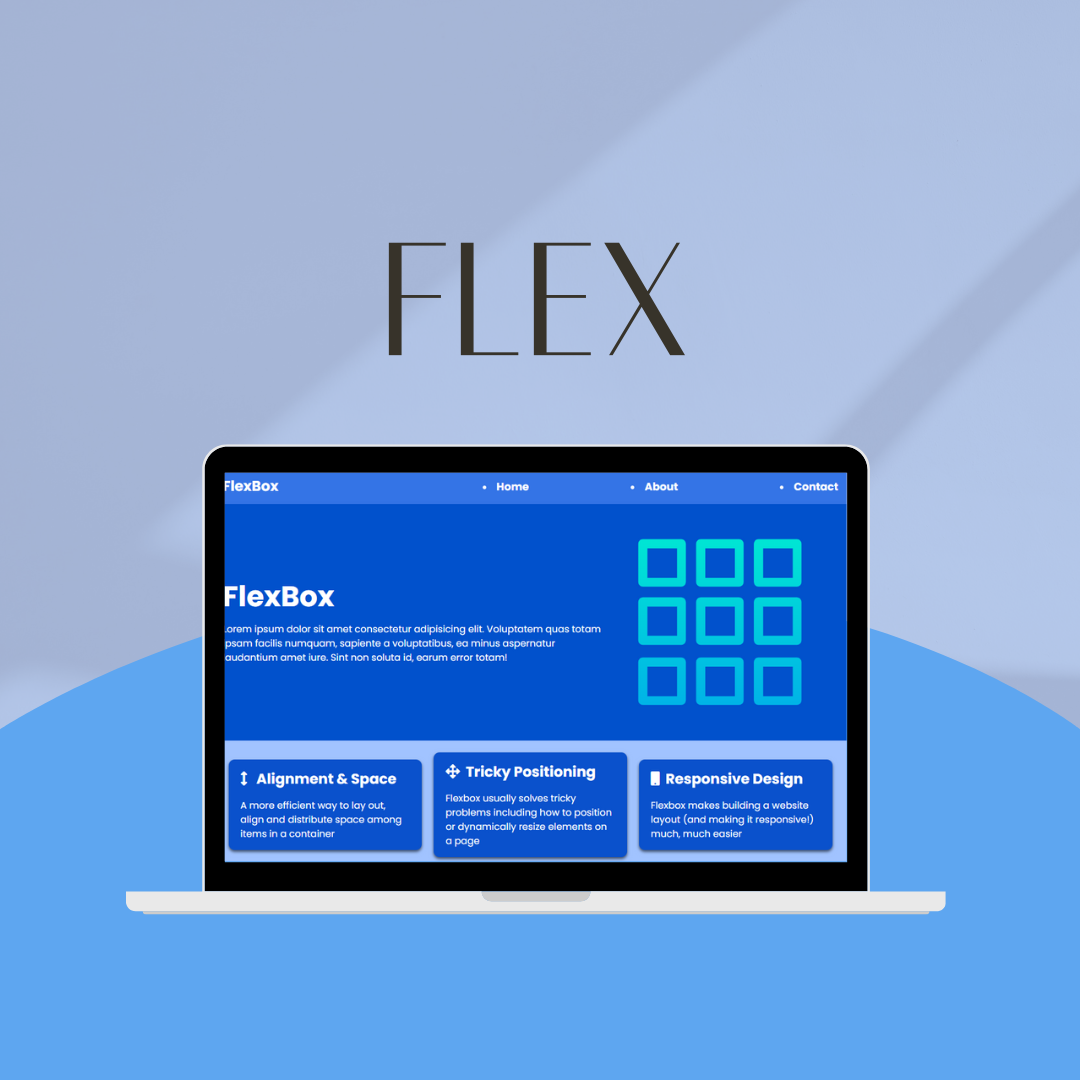 FLEX
FlexBox
• Home
• About
• Contact
FlexBox
Lorem ipsum dolor sit amet consectetur adipisicing elit. Voluptatem quas totam
ipsam facilis numquam, sapiente a voluptatibus, ea minus aspernatur
laudantium amet iure. Sint non soluta id, earum error totam!
Alignment & Space
A more efficient way to lay out,
align and distribute space among
items in a container
Tricky Positioning
Flexbox usually solves tricky
problems including how to position
or dynamically resize elements on
a page
Responsive Design
Flexbox makes building a website
layout (and making it responsive!)
much, much easier